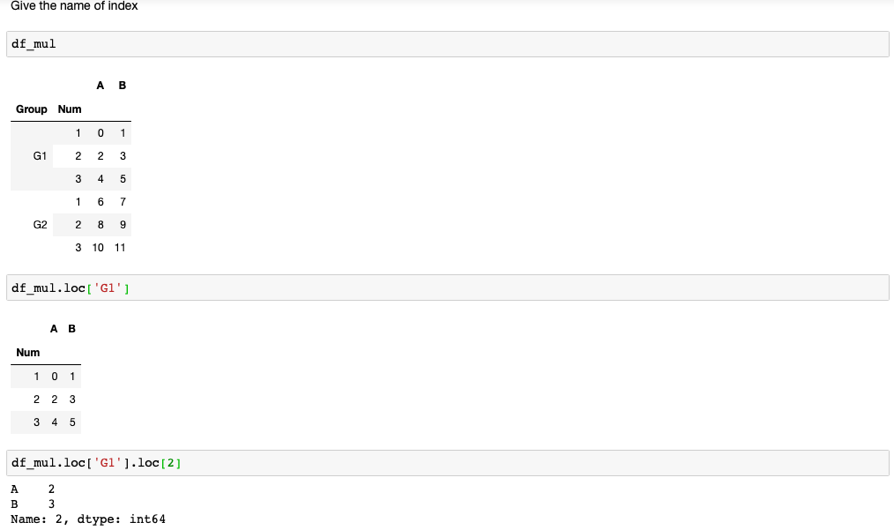 Give the name of index
df_mul
A B
Group Num
1 0 1
G1 2 2 3
3 4 5
1 6 7
G2 2 8 9
3 10 11
df_mul.loc['G1']
A B
Num
1 0 1
2 2 3
3 4 5
df_mul.loc['G1'].loc[2]
A 2
B 3
Name: 2, dtype: int64